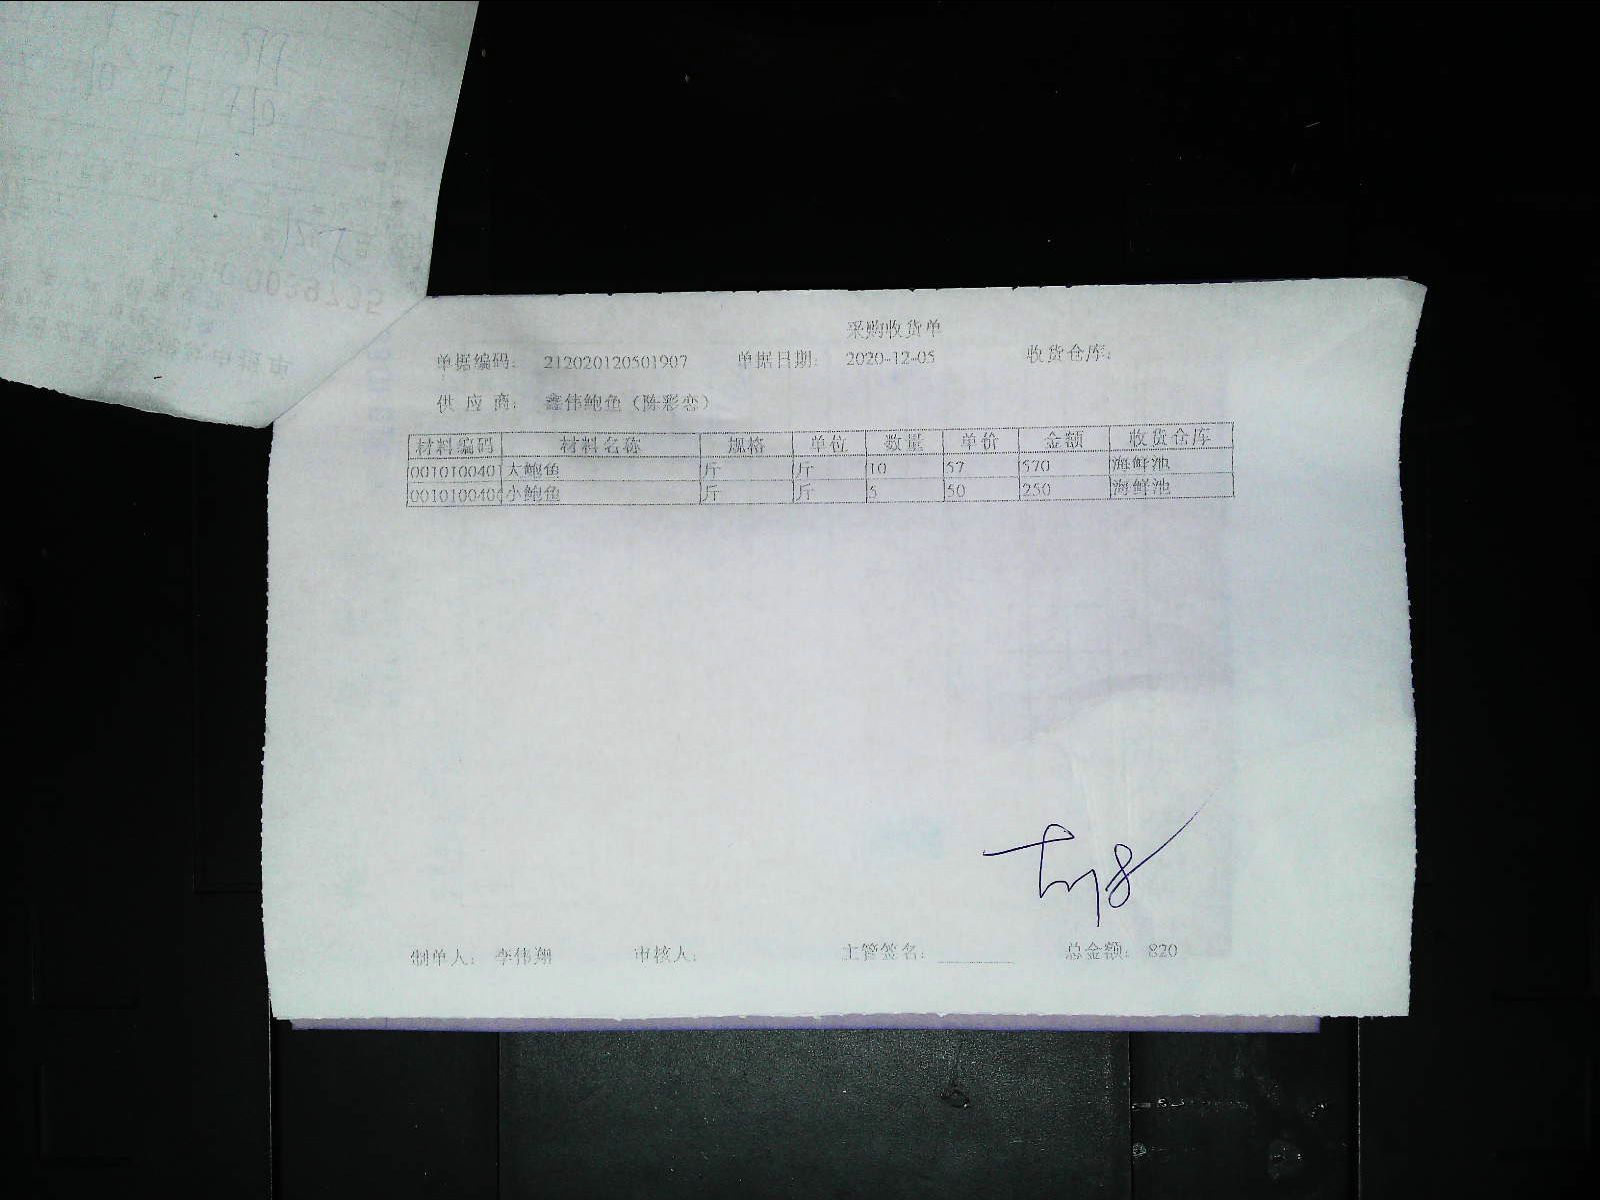 采购收货单
单据编码: 212020120501907 单据日期: 2020-12-05 收货仓库:
供 应 商: 鑫伟鲍鱼（陈彩恋）
材料编码 材料名称 规格 单位 数量 单价 金额 收货仓库
0010100401 大鲍鱼 斤 斤 10 57 570 海鲜池
001010040 小鲍鱼 斤 斤 5 50 250 海鲜池
制单人: 李伟翔 审核人: 主管签名: 总金额: 820